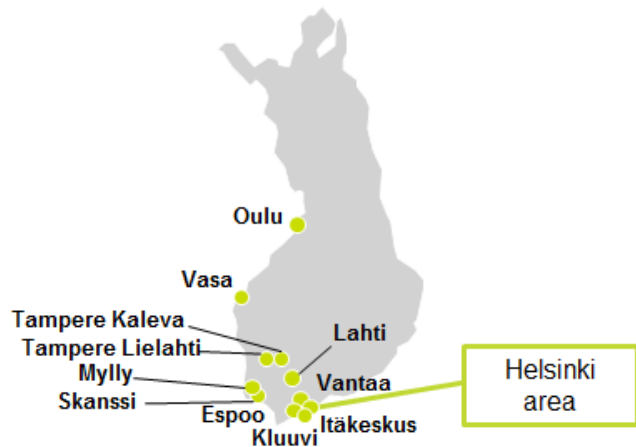 Oulu
Vasa
Tampere Kaleva
Tampere Lielahti
Lahti
Mylly
Vantaa
Skanssi
Espoo
Itäkeskus
Kluuvi
Helsinki
area